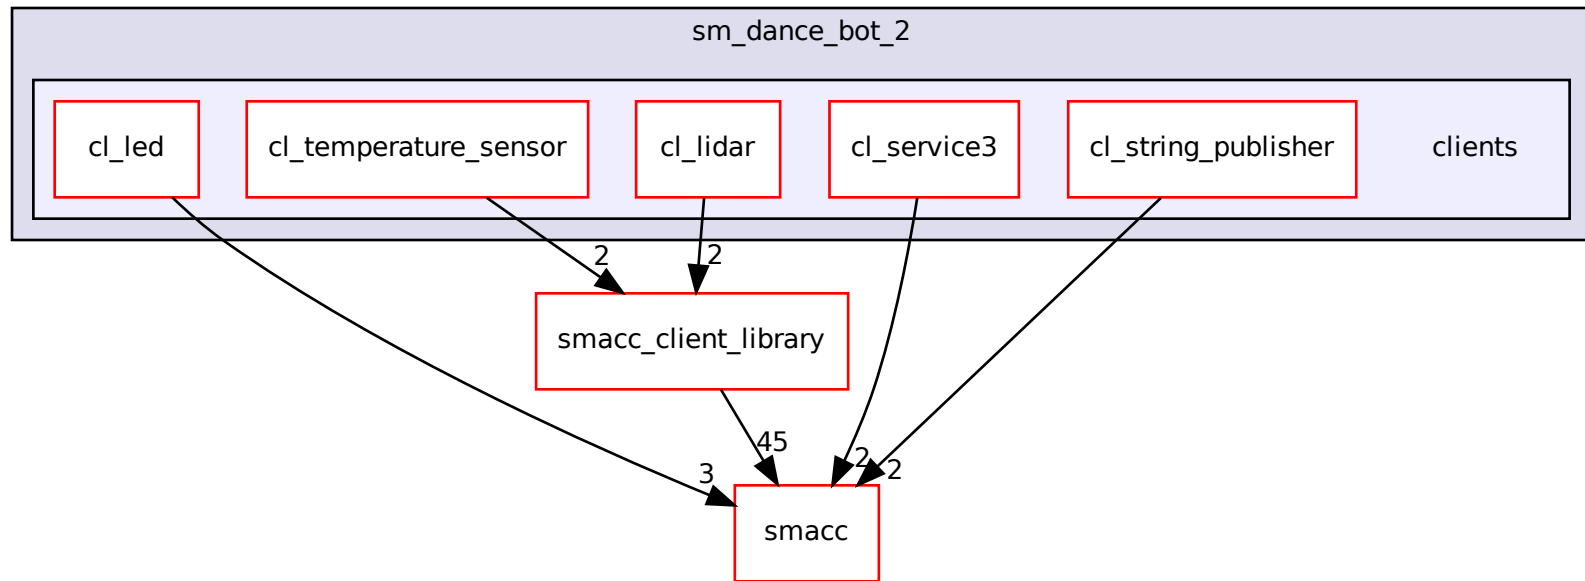 sm_dance_bot_2
cl_led
cl_temperature_sensor
cl_lidar
cl_service3
cl_string_publisher
clients
2
2
smacc_client_library
45
2
2
3
smacc